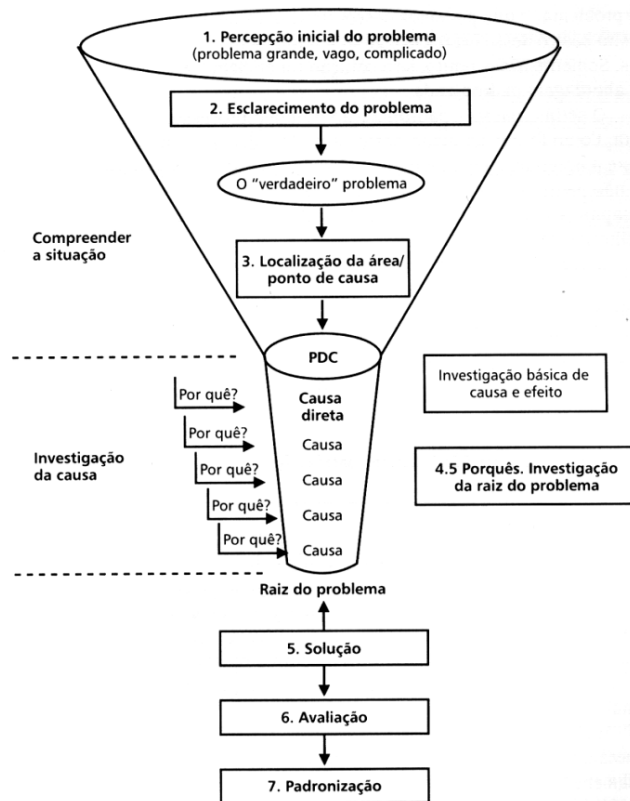 1. Percepção inicial do problema
(problema grande, vago, complicado)
2. Esclarecimento do problema
O “verdadeiro” problema
Compreender
a situação
3. Localização da área/
ponto de causa
PDC
Investigação básica de
causa e efeito
Por quê?
Causa
direta
Por quê?
Causa
Investigação
da causa
Por quê?
Causa
4.5 Porquês. Investigação
da raiz do problema
Por quê?
Causa
Por quê?
Causa
Raiz do problema
5. Solução
6. Avaliação
7. Padronização